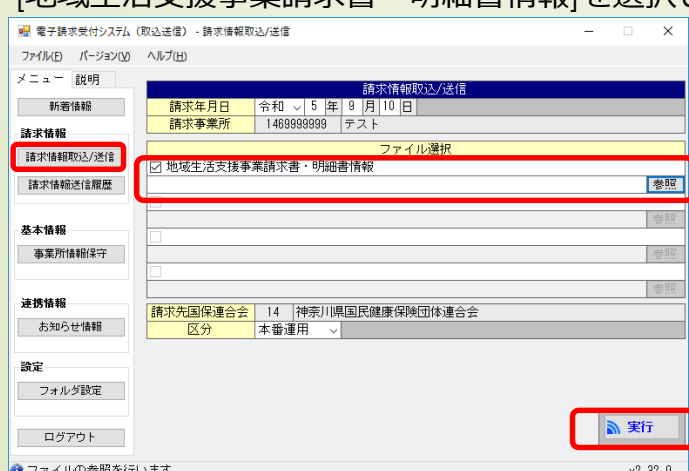 [地域生活支援事業請求書・明細書情報]を選択し
電子請求受付システム（取込送信） - 請求情報取込/送信
ファイル(F) バージョン(V) ヘルプ(H)
メニュー 説明
新着情報
請求情報
請求情報取込/送信
請求情報送信履歴
基本情報
事業所情報保守
連携情報
お知らせ情報
設定
フォルダ設定
ログアウト
請求情報取込/送信
請求年月日 令和 5 年 9 月 10 日
請求事業所 1469999999 テスト
ファイル選択
地域生活支援事業請求書・明細書情報
参照
参照
参照
参照
請求先国保連合会 14 神奈川県国民健康保険団体連合会
区分 本番運用
実行
ファイルの参照を行います
v2.32.0